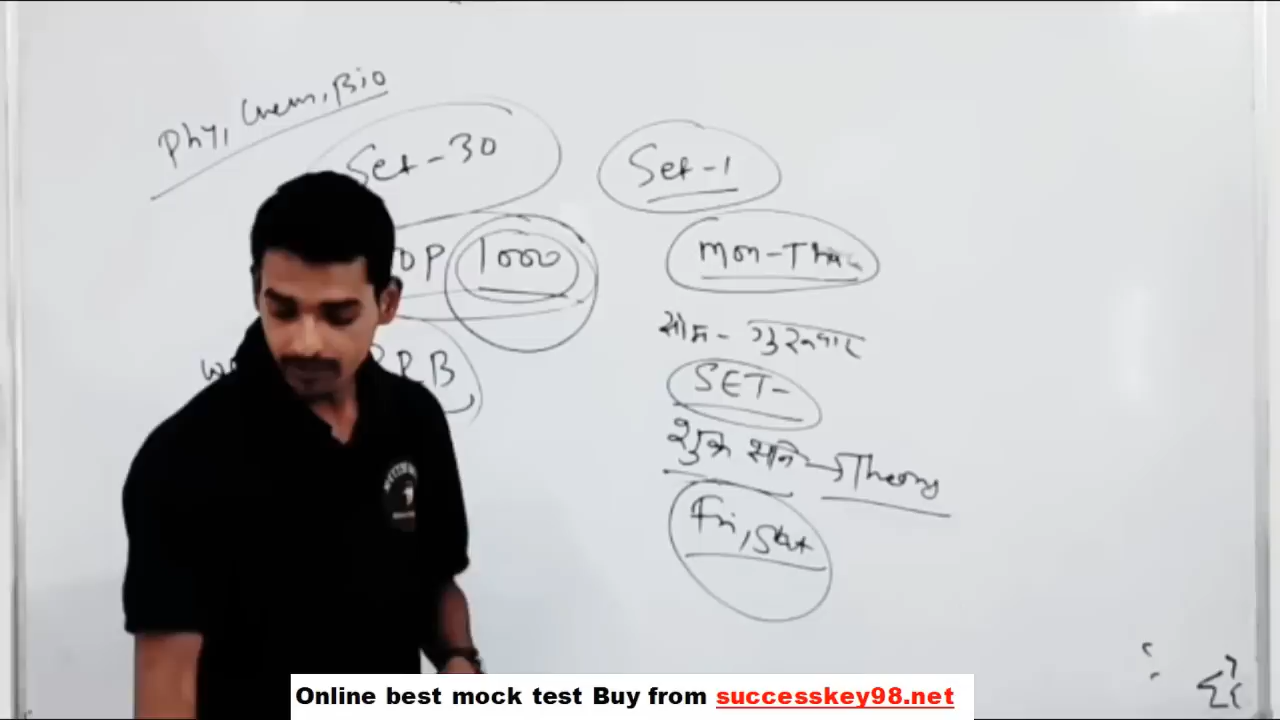 Phy, Chem, Bio
Set-30
Set-1
OP 1000
Mon-Thu
सोम - गुरुवार
RRB
SET-
शुक्र शनि → Theory
Fri, Sat
Online best mock test Buy from successkey98.net